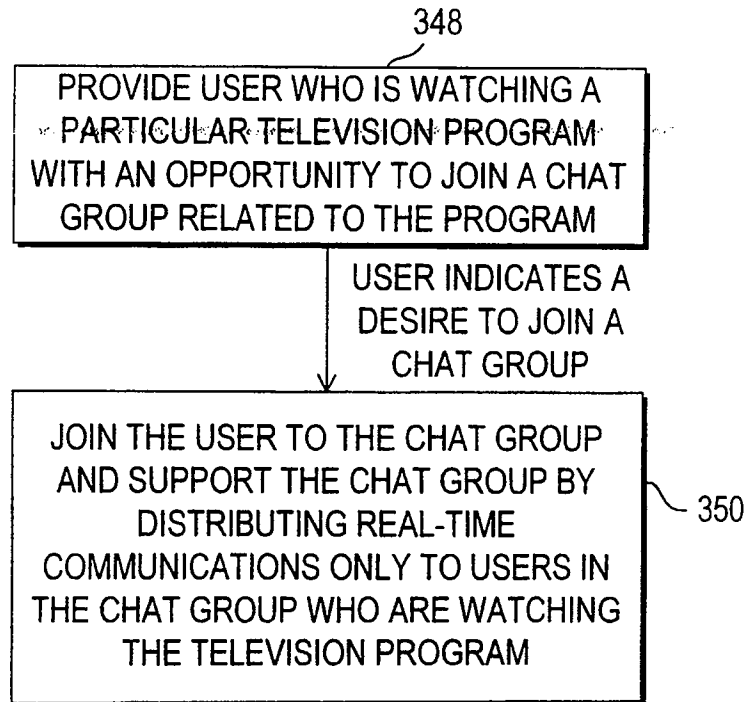 348
PROVIDE USER WHO IS WATCHING A
PARTICULAR TELEVISION PROGRAM
WITH AN OPPORTUNITY TO JOIN A CHAT
GROUP RELATED TO THE PROGRAM
USER INDICATES A
DESIRE TO JOIN A
CHAT GROUP
JOIN THE USER TO THE CHAT GROUP
AND SUPPORT THE CHAT GROUP BY
DISTRIBUTING REAL-TIME
COMMUNICATIONS ONLY TO USERS IN
THE CHAT GROUP WHO ARE WATCHING
THE TELEVISION PROGRAM
350